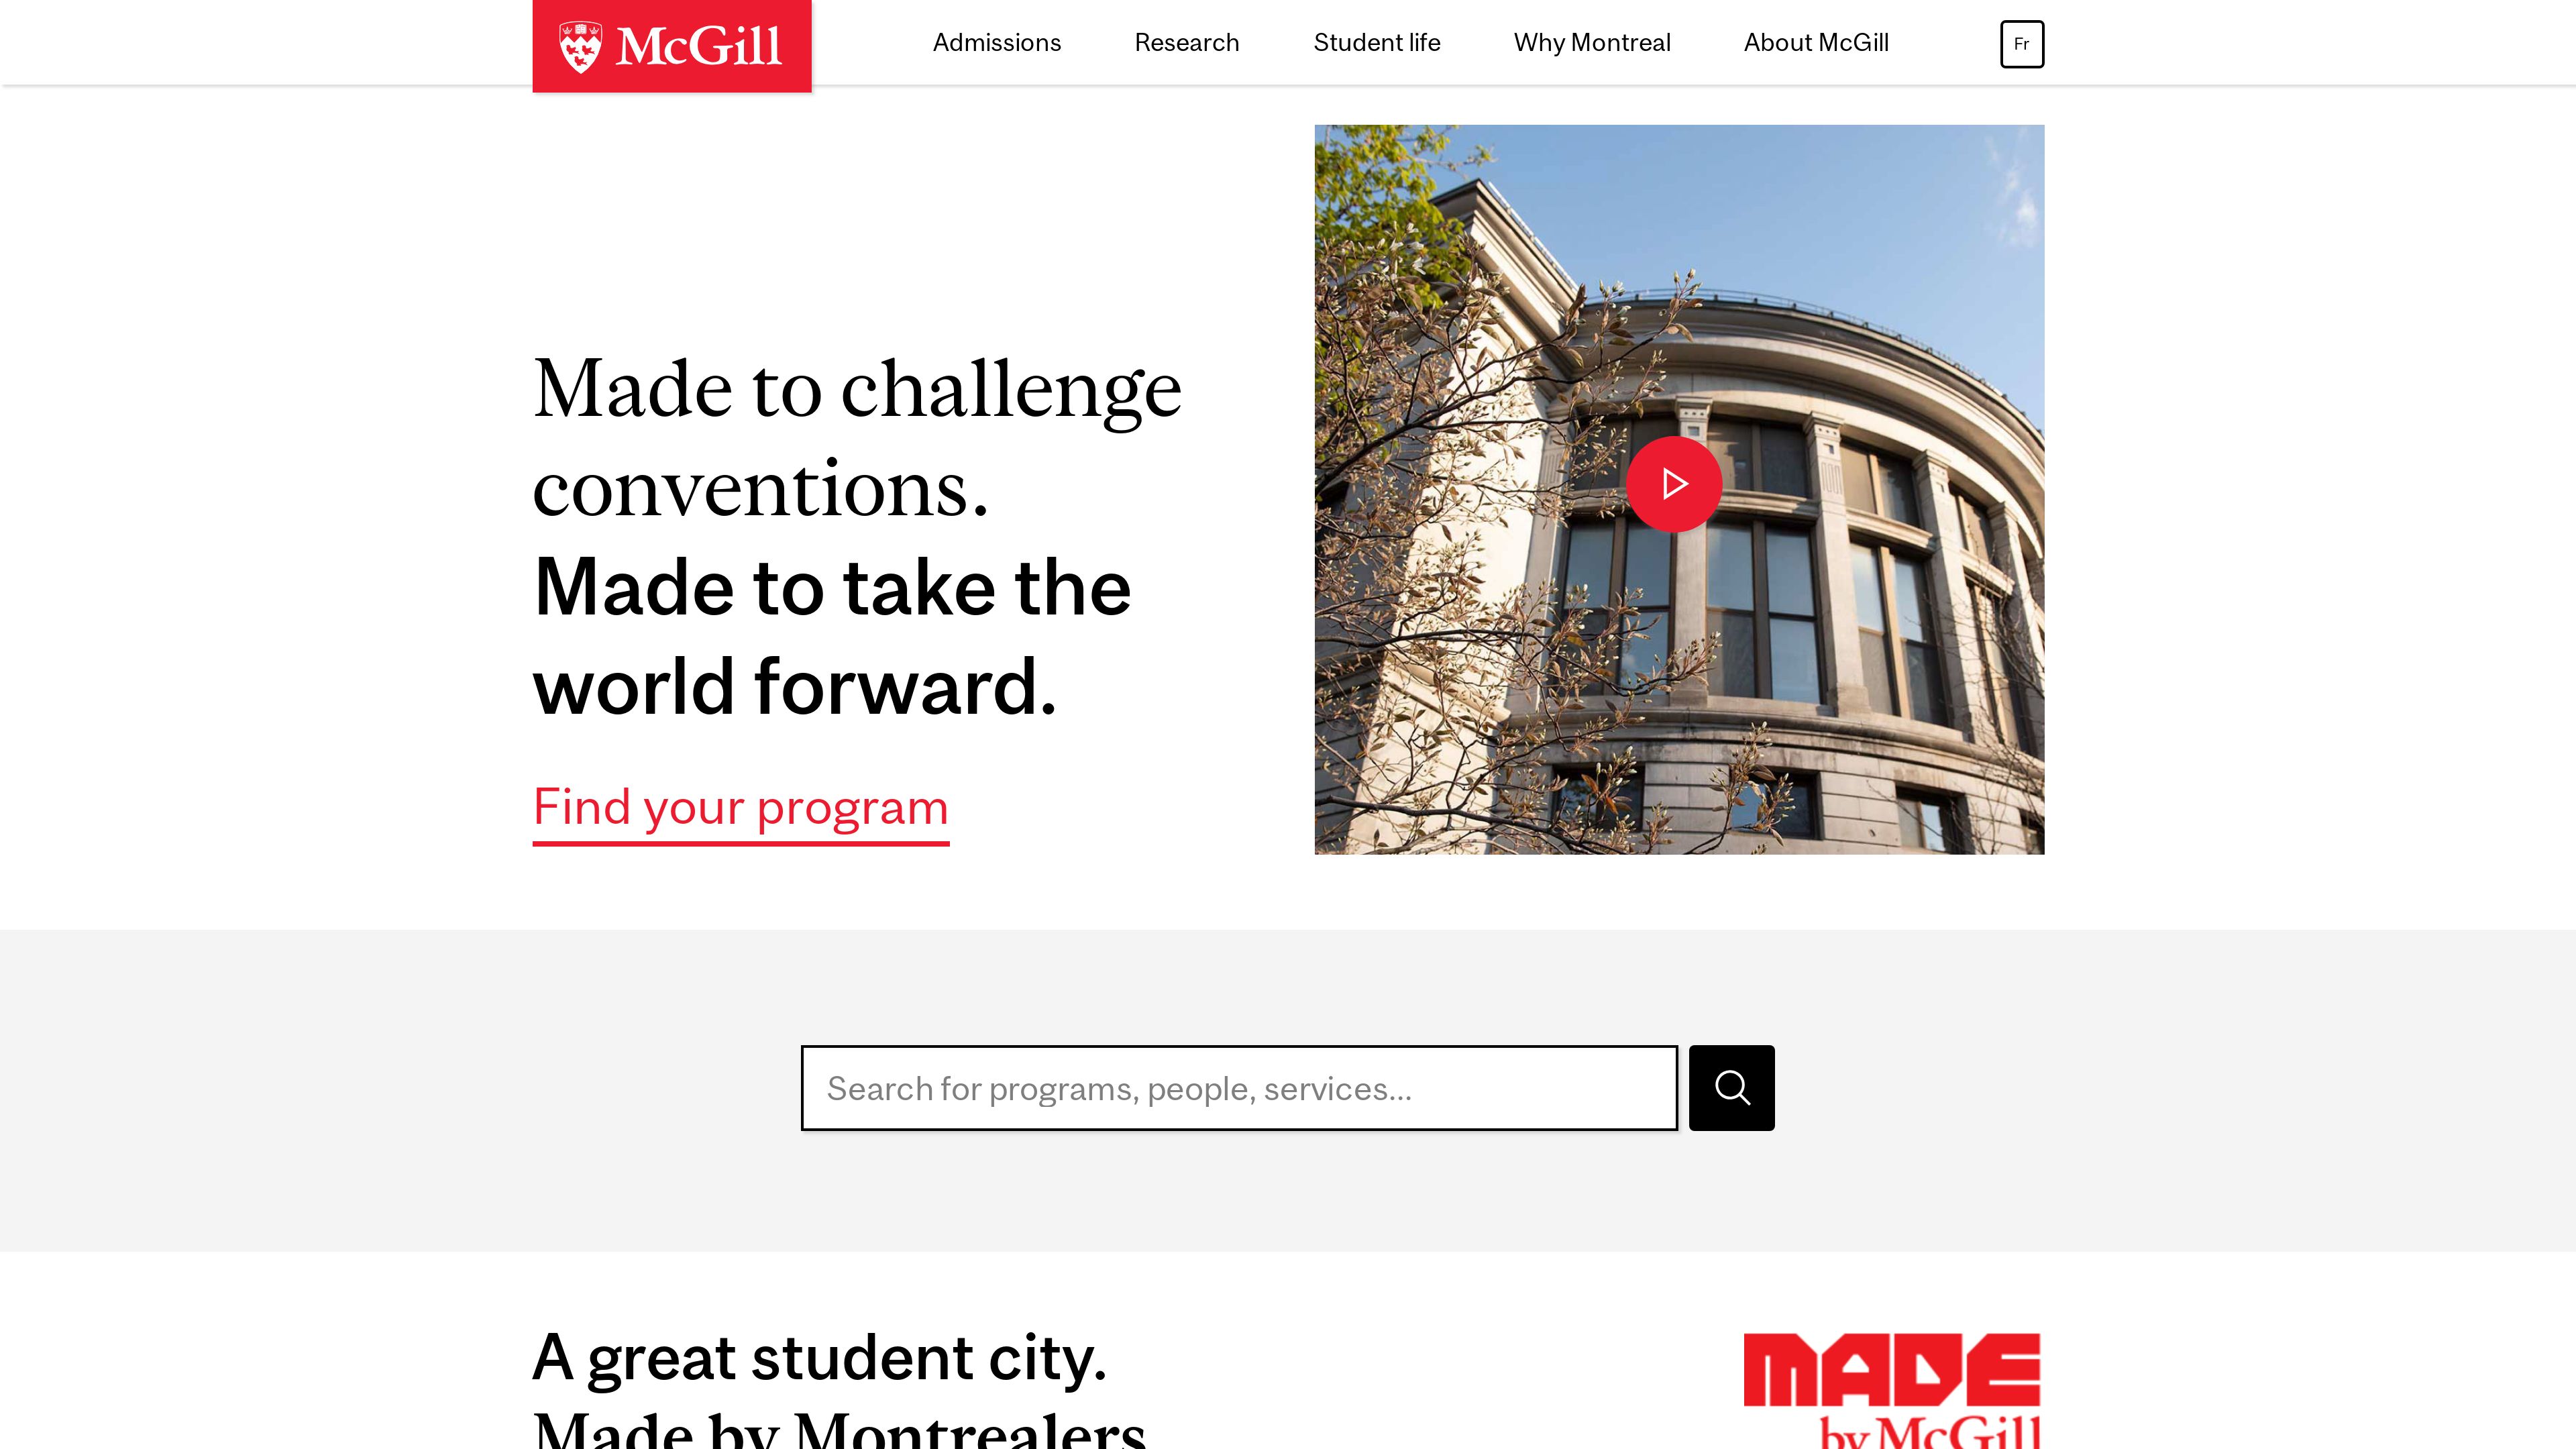 McGill
Admissions
Research
Student life
Why Montreal
About McGill
Fr
Made to challenge
conventions.
Made to take the
world forward.
Find your program
Search for programs, people, services...
A great student city.
Made by Montrealers
MADE
by McGill